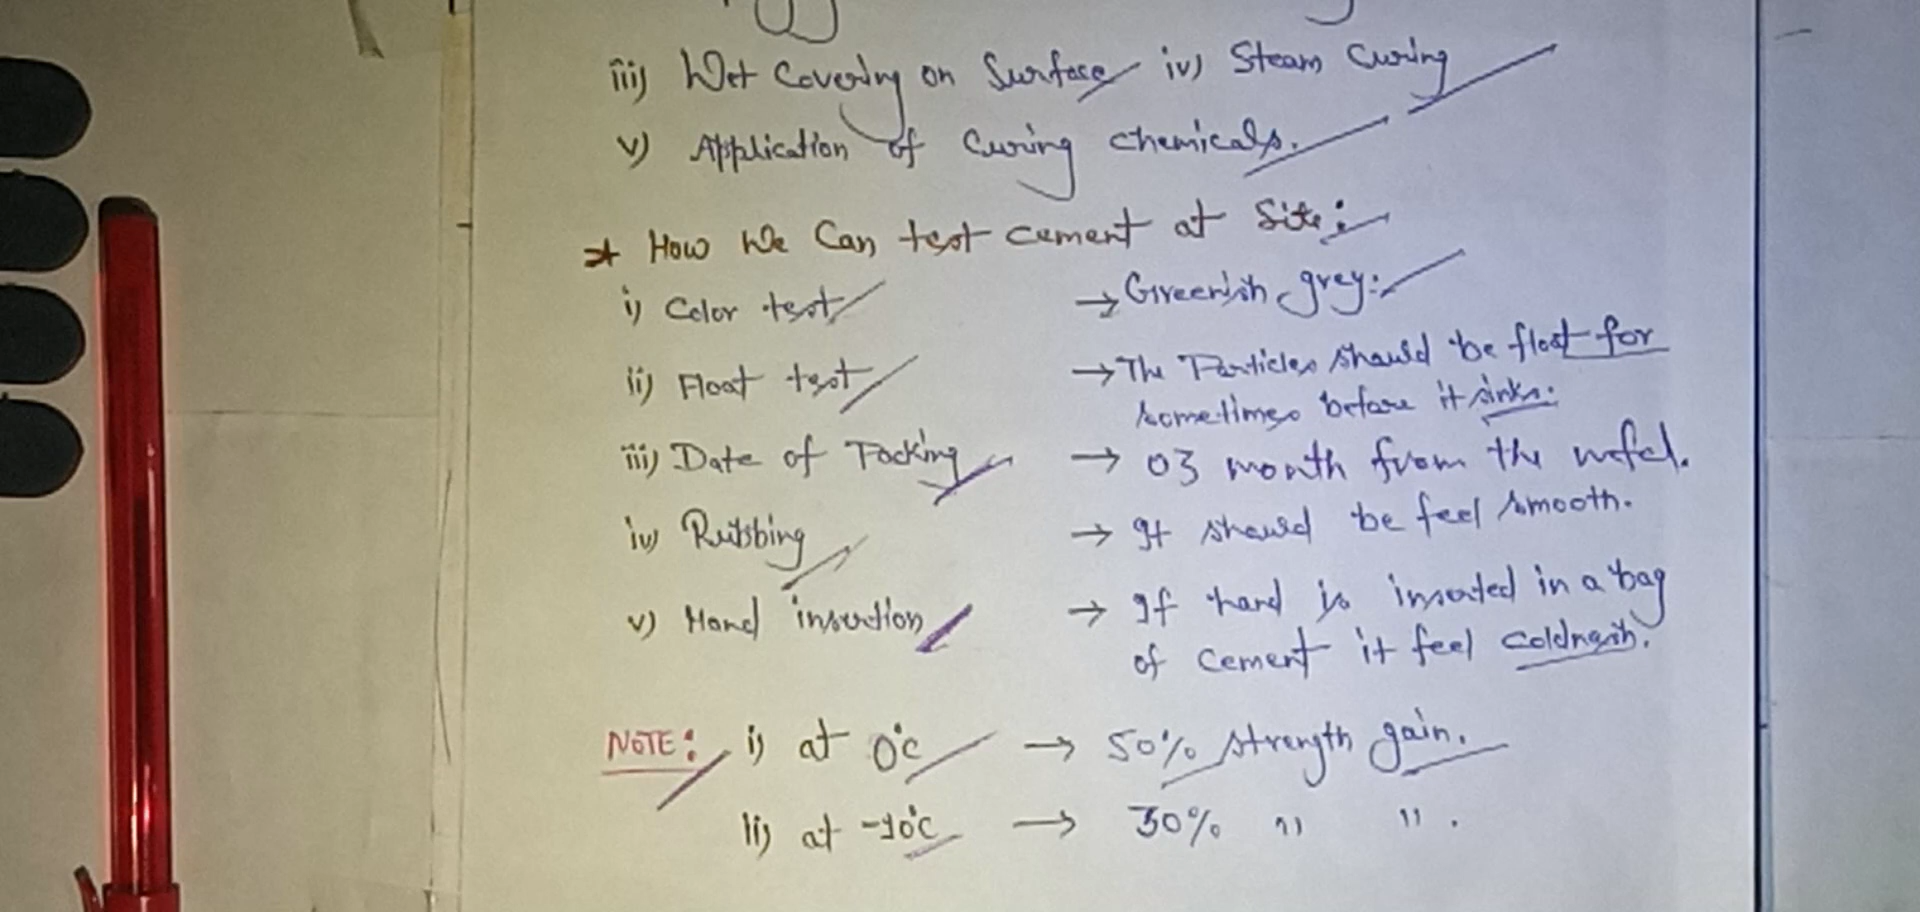 iii) Wet Covering on Surface iv) Steam Curing
v) Application of Curing chemicals.
* How We Can test cement at Site:
i) Color test → Greenish grey:
ii) Float test → The Particles should be float for
sometimes before it sinks.
iii) Date of Packing → 03 month from the mfd.
iv) Rubbing → It should be feel smooth.
v) Hand insertion → If hand is inserted in a bag
of cement it feel coldnesh.
NOTE: i) at 0°C → 50% strength gain.
ii) at -10°C → 30% " " .